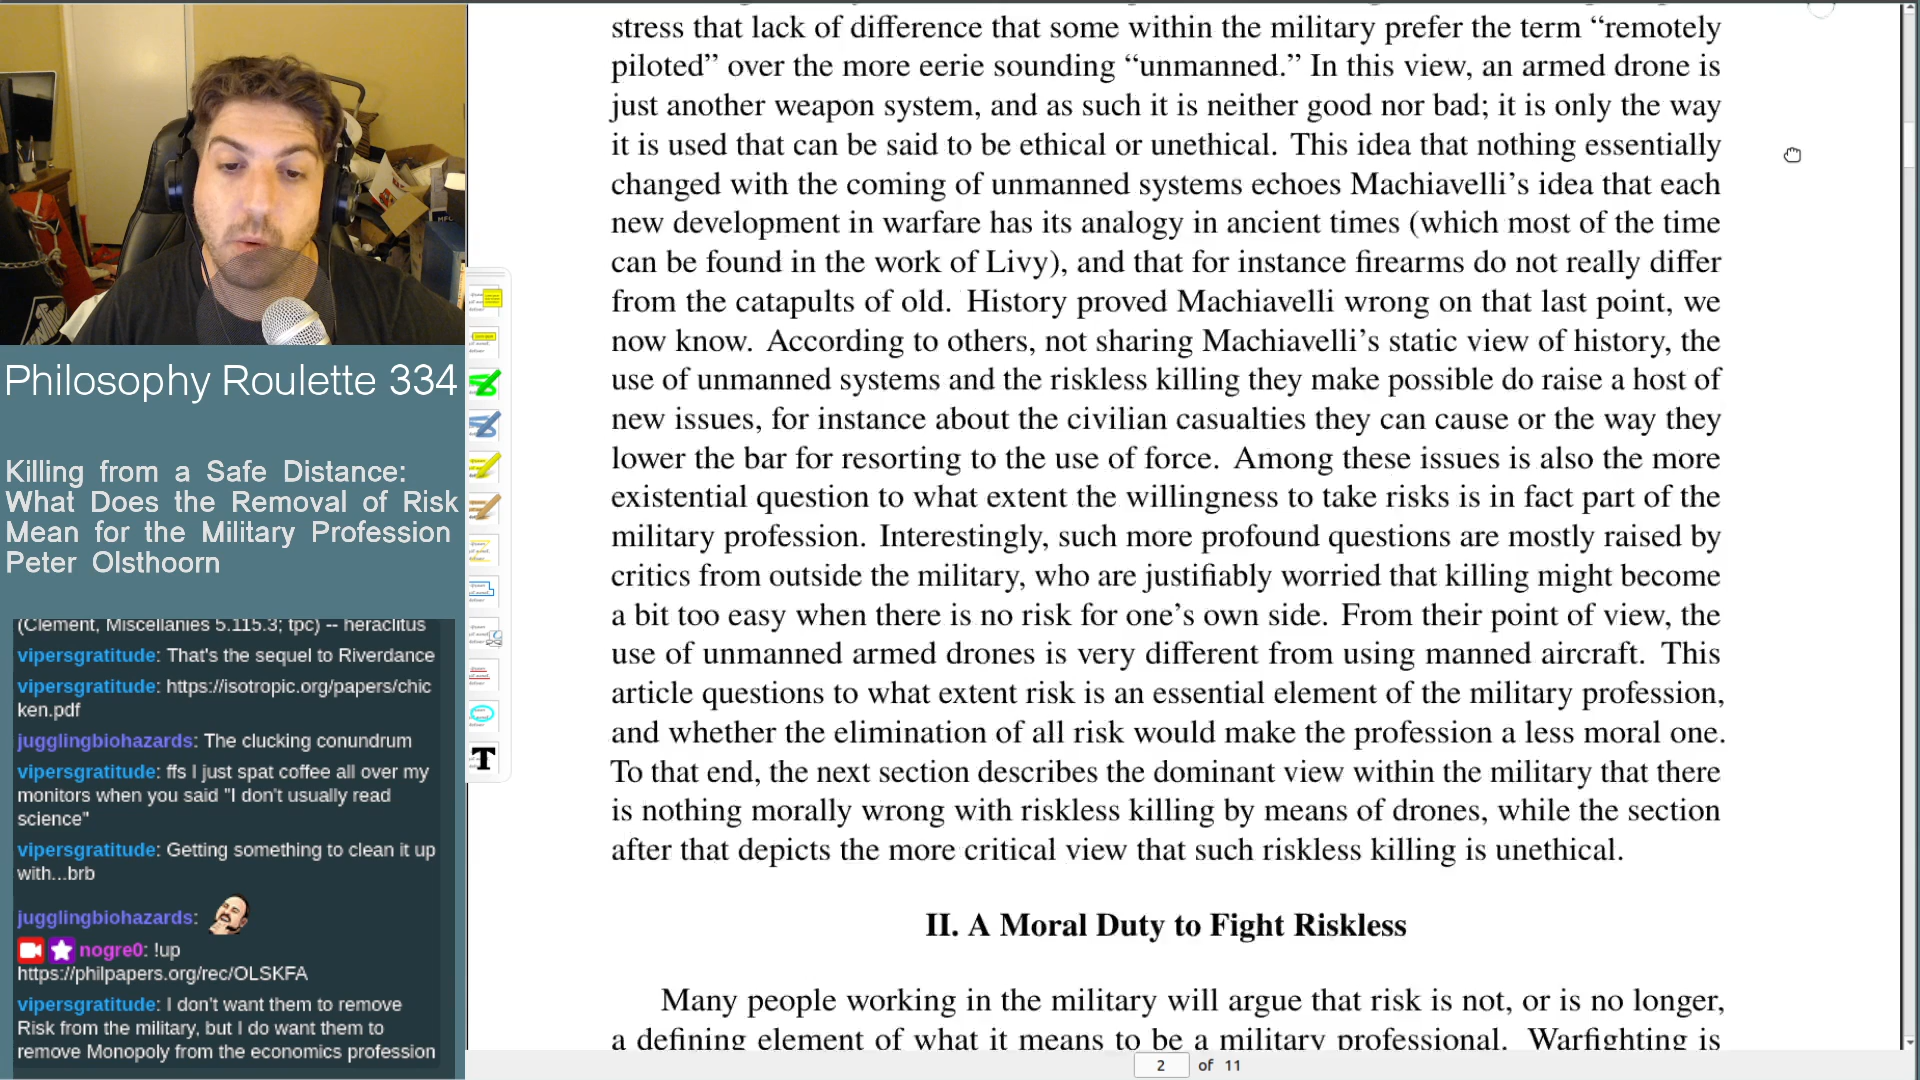 stress that lack of difference that some within the military prefer the term “remotely
piloted” over the more eerie sounding “unmanned.” In this view, an armed drone is
just another weapon system, and as such it is neither good nor bad; it is only the way
it is used that can be said to be ethical or unethical. This idea that nothing essentially
changed with the coming of unmanned systems echoes Machiavelli’s idea that each
new development in warfare has its analogy in ancient times (which most of the time
can be found in the work of Livy), and that for instance firearms do not really differ
from the catapults of old. History proved Machiavelli wrong on that last point, we
now know. According to others, not sharing Machiavelli’s static view of history, the
use of unmanned systems and the riskless killing they make possible do raise a host of
new issues, for instance about the civilian casualties they can cause or the way they
lower the bar for resorting to the use of force. Among these issues is also the more
existential question to what extent the willingness to take risks is in fact part of the
military profession. Interestingly, such more profound questions are mostly raised by
critics from outside the military, who are justifiably worried that killing might become
a bit too easy when there is no risk for one’s own side. From their point of view, the
use of unmanned armed drones is very different from using manned aircraft. This
article questions to what extent risk is an essential element of the military profession,
and whether the elimination of all risk would make the profession a less moral one.
To that end, the next section describes the dominant view within the military that there
is nothing morally wrong with riskless killing by means of drones, while the section
after that depicts the more critical view that such riskless killing is unethical.
II. A Moral Duty to Fight Riskless
Many people working in the military will argue that risk is not, or is no longer,
a defining element of what it means to be a military professional. Warfighting is
2 of 11
Philosophy Roulette 334
Killing from a Safe Distance:
What Does the Removal of Risk
Mean for the Military Profession
Peter Olsthoorn
(Clement, Miscellanies 5.115.3; tpc) -- heraclitus
vipersgratitude: That's the sequel to Riverdance
vipersgratitude: https://isotropic.org/papers/chic
ken.pdf
jugglingbiohazards: The clucking conundrum
vipersgratitude: ffs I just spat coffee all over my
monitors when you said "I don't usually read
science"
vipersgratitude: Getting something to clean it up
with...brb
jugglingbiohazards:
nogre0: !up
https://philpapers.org/rec/OLSKFA
vipersgratitude: I don't want them to remove
Risk from the military, but I do want them to
remove Monopoly from the economics profession
T